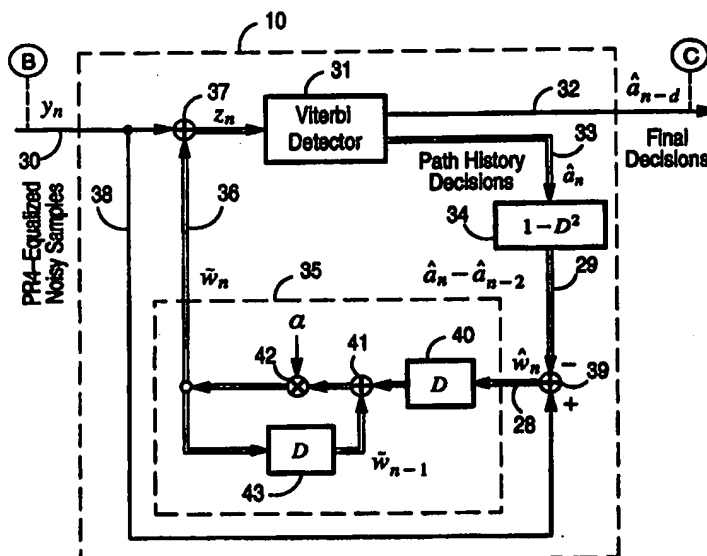 10
B
C
31
37
32
y_n
z_n
Viterbi
Detector
â_{n-d}
33
30
Path History
Decisions
Final
Decisions
â_n
38
36
34
1-D²
PR4-Equalized
Noisy Samples
w̃_n
35
â_n - â_{n-2}
29
a
40
42
41
D
ŵ_n
−
39
28
+
D
w̃_{n-1}
43